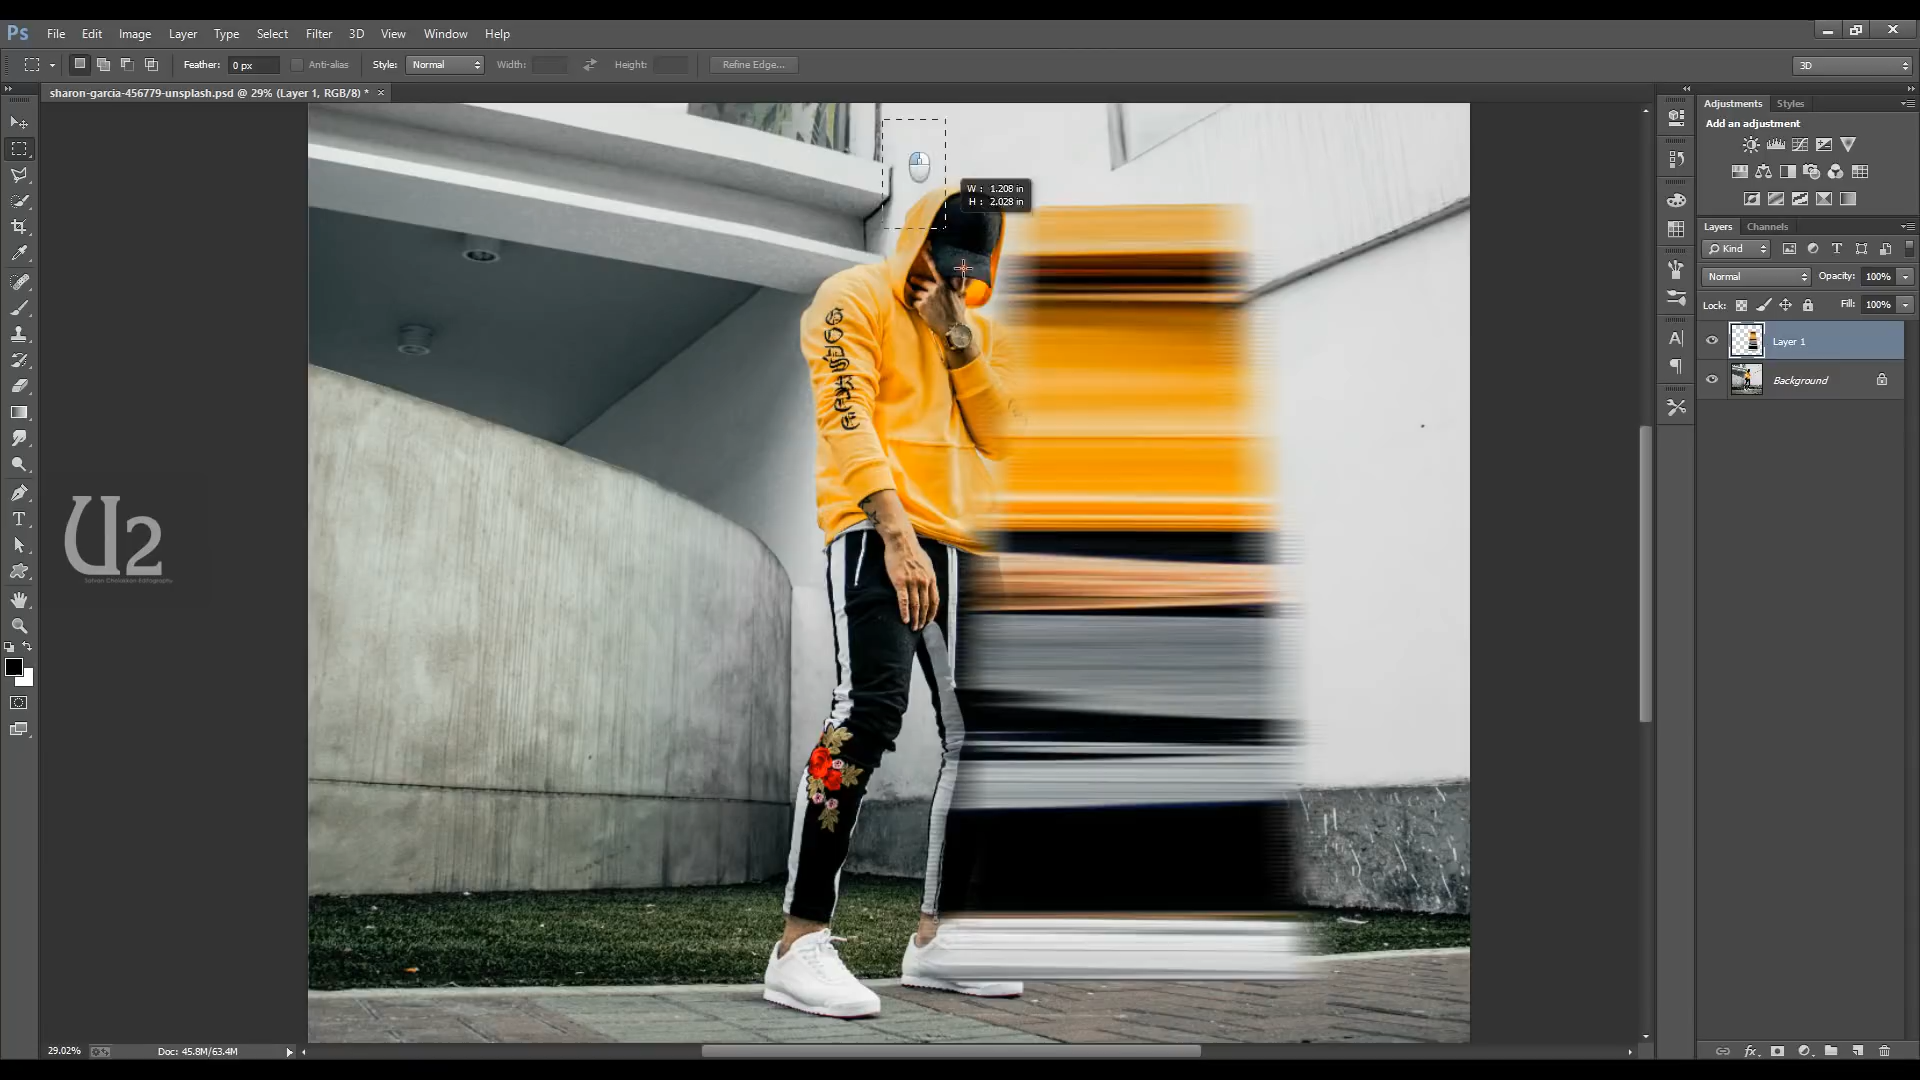 Ps File Edit Image Layer Type Select Filter 3D View Window Help
Feather: 0 px Anti-alias Style: Normal Width: Height: Refine Edge... 3D
sharon-garcia-456779-unsplash.psd @ 29% (Layer 1, RGB/8) *
Adjustments Styles
Add an adjustment
W : 1.208 in
H : 2.028 in
Layers Channels
Kind
Normal Opacity: 100%
Lock: Fill: 100%
Layer 1
Background
U2
29.02% Doc: 45.8M/63.4M